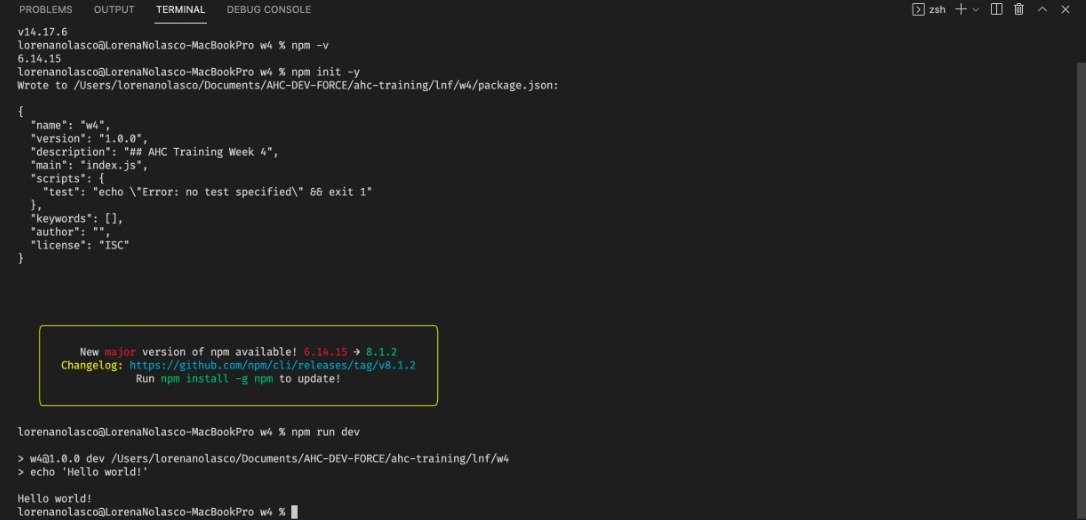 PROBLEMS OUTPUT TERMINAL DEBUG CONSOLE zsh
v14.17.6
lorenanolasco@LorenaNolasco-MacBookPro w4 % npm -v
6.14.15
lorenanolasco@LorenaNolasco-MacBookPro w4 % npm init -y
Wrote to /Users/lorenanolasco/Documents/AHC-DEV-FORCE/ahc-training/lnf/w4/package.json:
{
"name": "w4",
"version": "1.0.0",
"description": "## AHC Training Week 4",
"main": "index.js",
"scripts": {
"test": "echo \"Error: no test specified\" && exit 1"
},
"keywords": [],
"author": "",
"license": "ISC"
}
New major version of npm available! 6.14.15 → 8.1.2
Changelog: https://github.com/npm/cli/releases/tag/v8.1.2
Run npm install -g npm to update!
lorenanolasco@LorenaNolasco-MacBookPro w4 % npm run dev
> w4@1.0.0 dev /Users/lorenanolasco/Documents/AHC-DEV-FORCE/ahc-training/lnf/w4
> echo 'Hello world!'
Hello world!
lorenanolasco@LorenaNolasco-MacBookPro w4 %